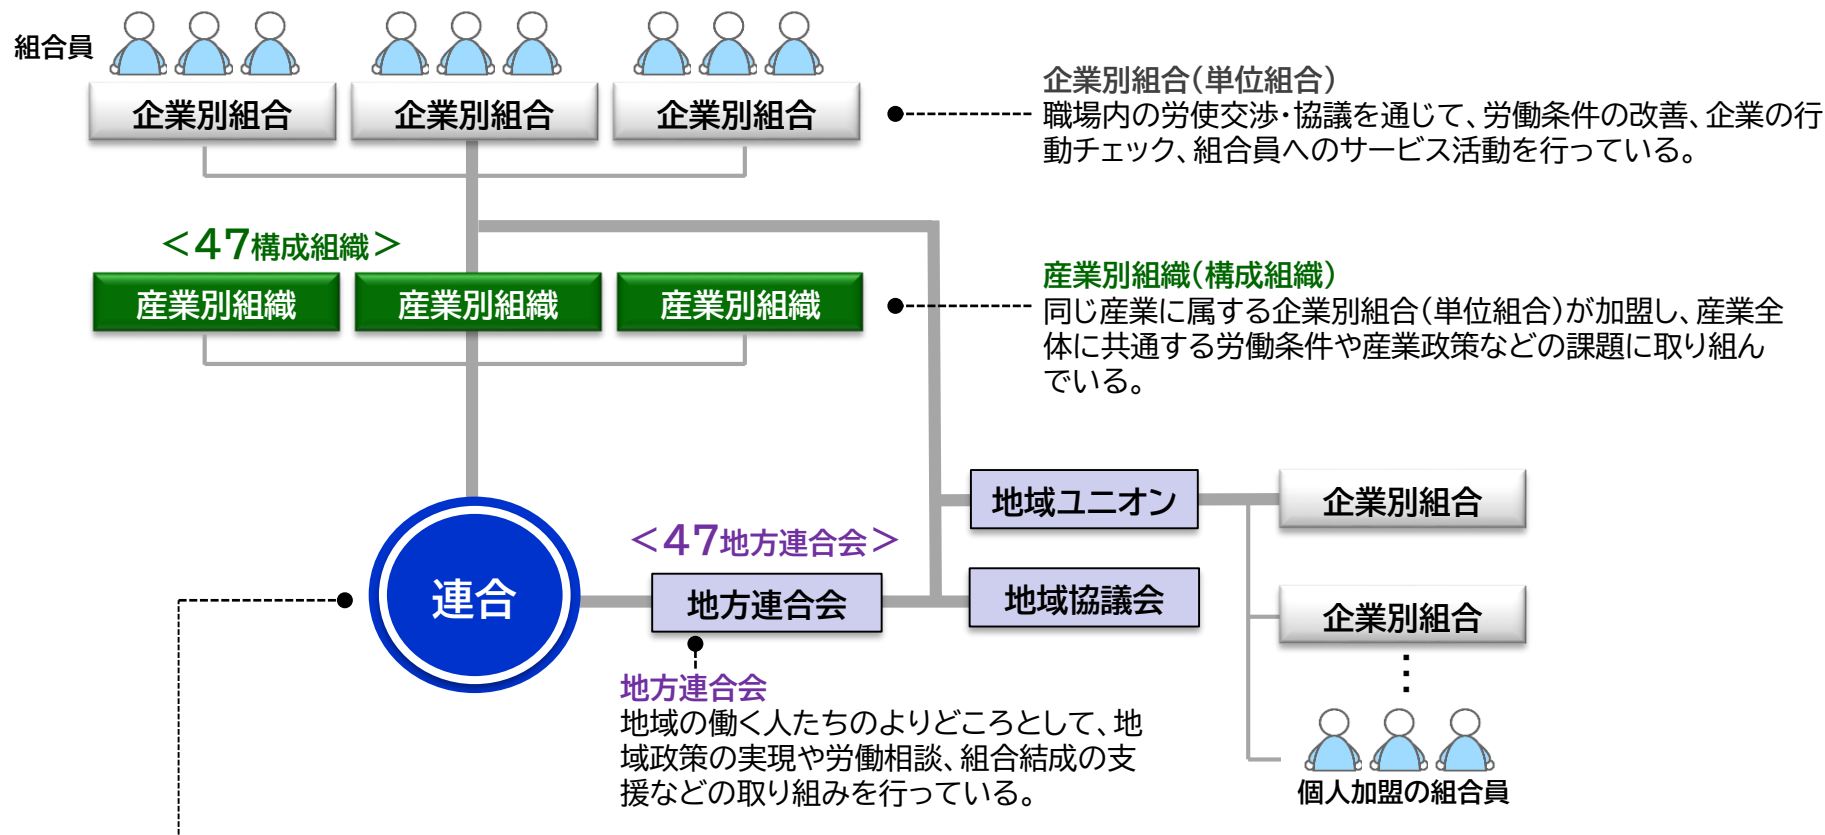 組合員
企業別組合
企業別組合
企業別組合
企業別組合(単位組合)
職場内の労使交渉・協議を通じて、労働条件の改善、企業の行
動チェック、組合員へのサービス活動を行っている。
<47構成組織>
産業別組織
産業別組織
産業別組織
産業別組織(構成組織)
同じ産業に属する企業別組合(単位組合)が加盟し、産業全
体に共通する労働条件や産業政策などの課題に取り組ん
でいる。
連合
<47地方連合会>
地方連合会
地域ユニオン
地域協議会
企業別組合
企業別組合
⋮
個人加盟の組合員
地方連合会
地域の働く人たちのよりどころとして、地
域政策の実現や労働相談、組合結成の支
援などの取り組みを行っている。